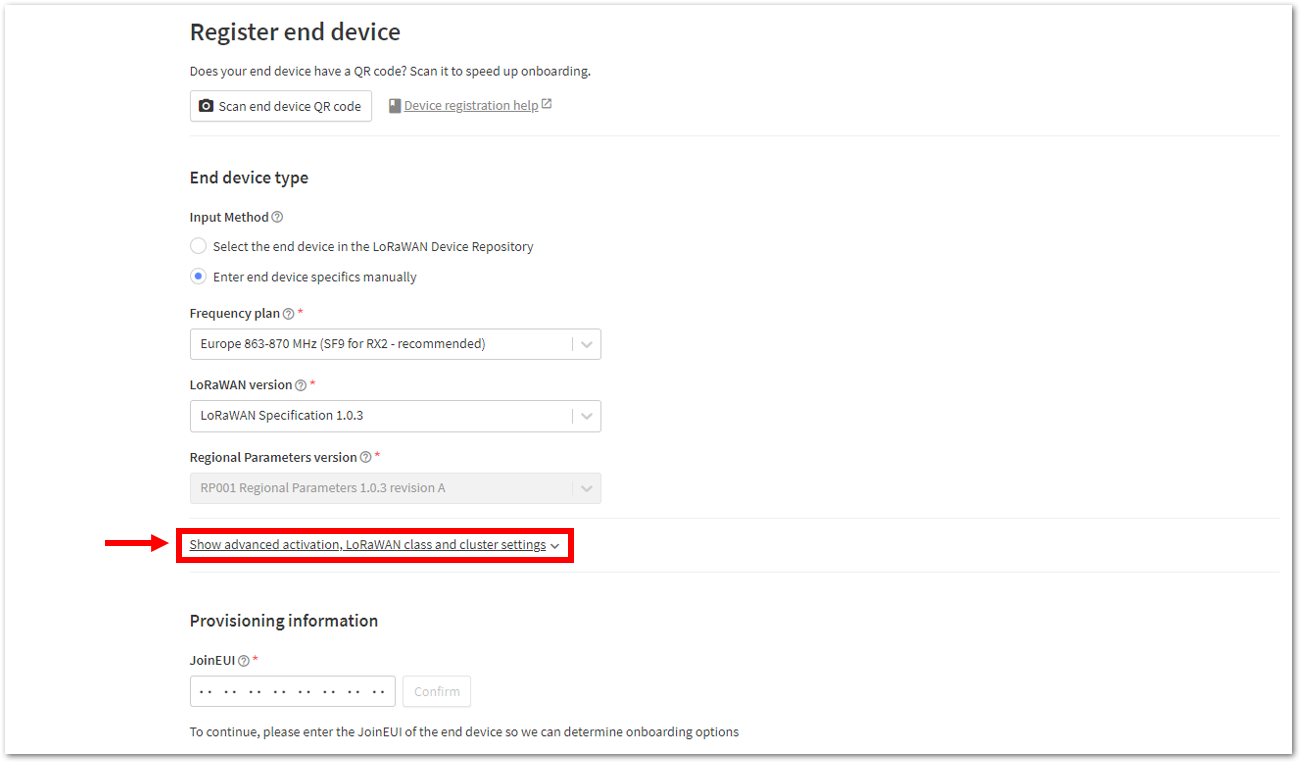 Register end device
Does your end device have a QR code? Scan it to speed up onboarding.
Scan end device QR code Device registration help
End device type
Input Method
Select the end device in the LoRaWAN Device Repository
Enter end device specifics manually
Frequency plan *
Europe 863-870 MHz (SF9 for RX2 - recommended)
LoRaWAN version *
LoRaWAN Specification 1.0.3
Regional Parameters version *
RP001 Regional Parameters 1.0.3 revision A
Show advanced activation, LoRaWAN class and cluster settings
Provisioning information
JoinEUI *
·· ·· ·· ·· ·· ·· ·· ·· Confirm
To continue, please enter the JoinEUI of the end device so we can determine onboarding options